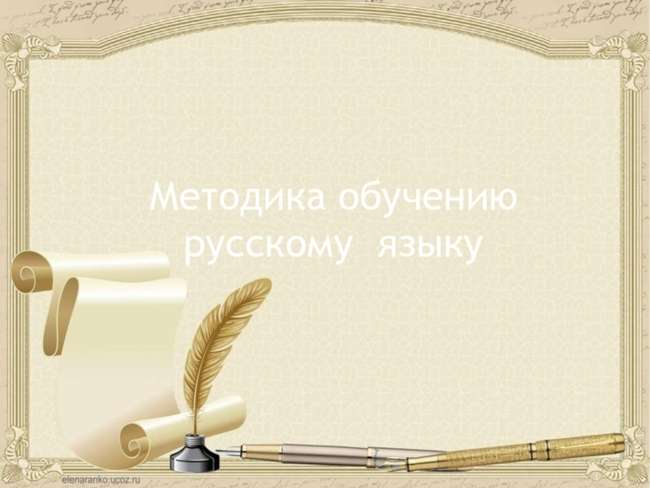 Методика обучению
русскому языку
elenaranko.ucoz.ru